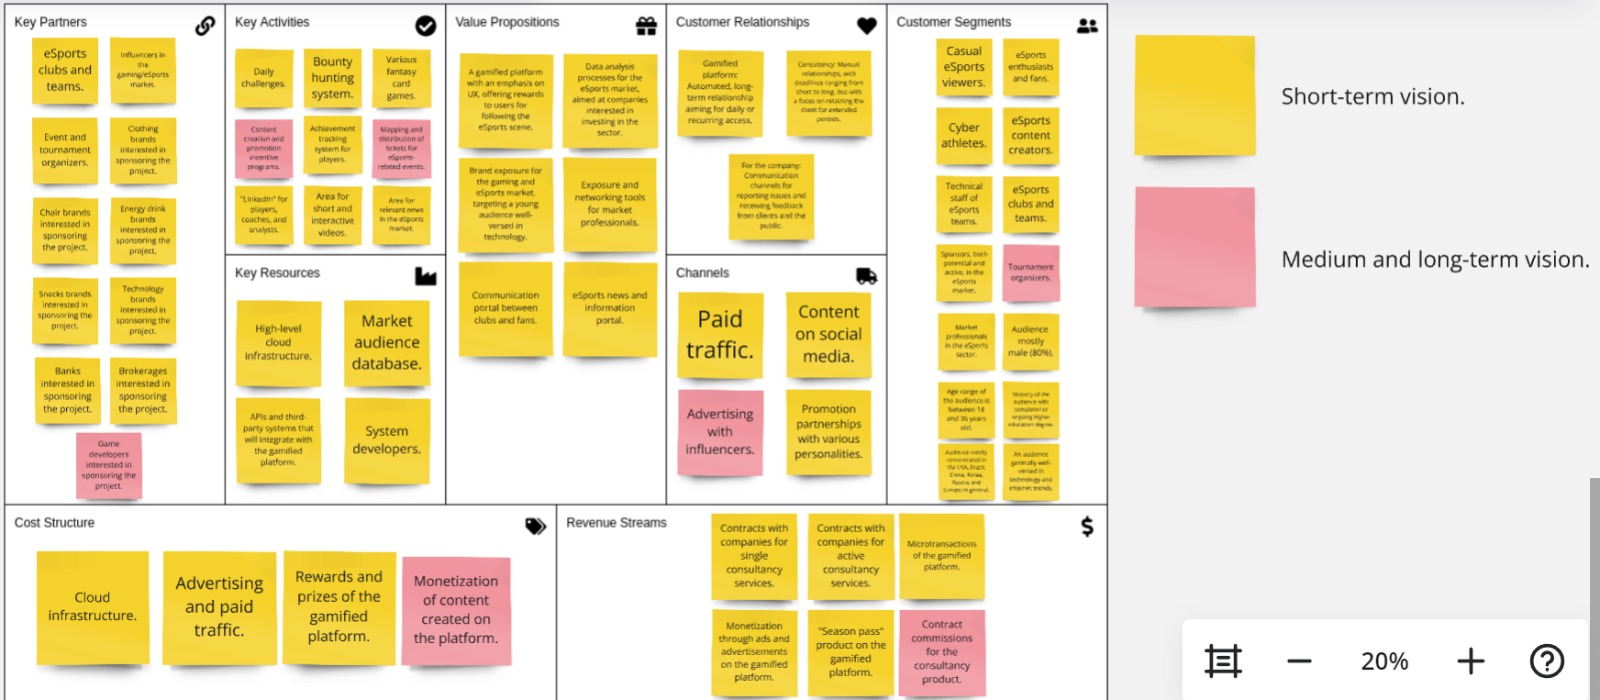 Key Partners
eSports
clubs and
teams.
Influencers in
the
gaming/eSports
market.
Event and
tournament
organizers.
Clothing
brands
interested in
sponsoring the
project.
Chair brands
interested in
sponsoring
the project.
Energy drink
brands
interested in
sponsoring the
project.
Snacks brands
interested in
sponsoring the
project.
Technology
brands
interested in
sponsoring the
project.
Banks
interested in
sponsoring
the project.
Brokerages
interested in
sponsoring
the project.
Game
developers
interested in
sponsoring the
project.
Key Activities
Daily
challenges.
Bounty
hunting
system.
Various
fantasy
card
games.
Content
creation and
promotion
incentive
programs.
Achievement
tracking
system for
players.
Mapping and
distribution of
tickets for
eSports-
related events.
"LinkedIn" for
players,
coaches, and
analysts.
Area for
short and
interactive
videos.
Area for
relevant news
in the eSports
market.
Key Resources
High-level
cloud
infrastructure.
Market
audience
database.
APIs and third-
party systems that
will integrate with
the gamified
platform.
System
developers.
Value Propositions
A gamified platform
with an emphasis on
UX, offering rewards
to users for
following the
eSports scene.
Data analysis
processes for the
eSports market,
aimed at companies
interested in
investing in the
sector.
Brand exposure for
the gaming and
eSports market,
targeting a young
audience well-
versed in
technology.
Exposure and
networking tools
for market
professionals.
Communication
portal between
clubs and fans.
eSports news and
information
portal.
Customer Relationships
Gamified
platform:
Automated, long-
term relationship
aiming for daily or
recurring access.
Consultancy: Manual
relationships, with
deadlines ranging from
short to long, but with
a focus on retaining the
client for extended
periods.
For the company:
Communication
channels for
reporting issues and
receiving feedback
from clients and the
public.
Channels
Paid
traffic.
Content
on social
media.
Advertising
with
influencers.
Promotion
partnerships
with various
personalities.
Customer Segments
Casual
eSports
viewers.
eSports
enthusiasts
and fans.
Cyber
athletes.
eSports
content
creators.
Technical
staff of
eSports
teams.
eSports
clubs and
teams.
Sponsors, both
potential and
active, in the
eSports
market.
Tournament
organizers.
Market
professionals
in the eSports
sector.
Audience
mostly
male (80%).
Age range of
the audience is
between 18
and 36 years
old.
Majority of the
audience with
completed or
ongoing higher-
education degree.
Audience mostly
concentrated in
the USA, Brazil,
China, Korea,
Russia, and
Europe in general.
An audience
generally well-
versed in
technology and
internet trends.
Cost Structure
Cloud
infrastructure.
Advertising
and paid
traffic.
Rewards and
prizes of the
gamified
platform.
Monetization
of content
created on
the platform.
Revenue Streams
Contracts with
companies for
single
consultancy
services.
Contracts with
companies for
active
consultancy
services.
Microtransactions
of the gamified
platform.
Monetization
through ads and
advertisements
on the gamified
platform.
"Season pass"
product on the
gamified
platform.
Contract
commissions
for the
consultancy
product.
Short-term vision.
Medium and long-term vision.
20%